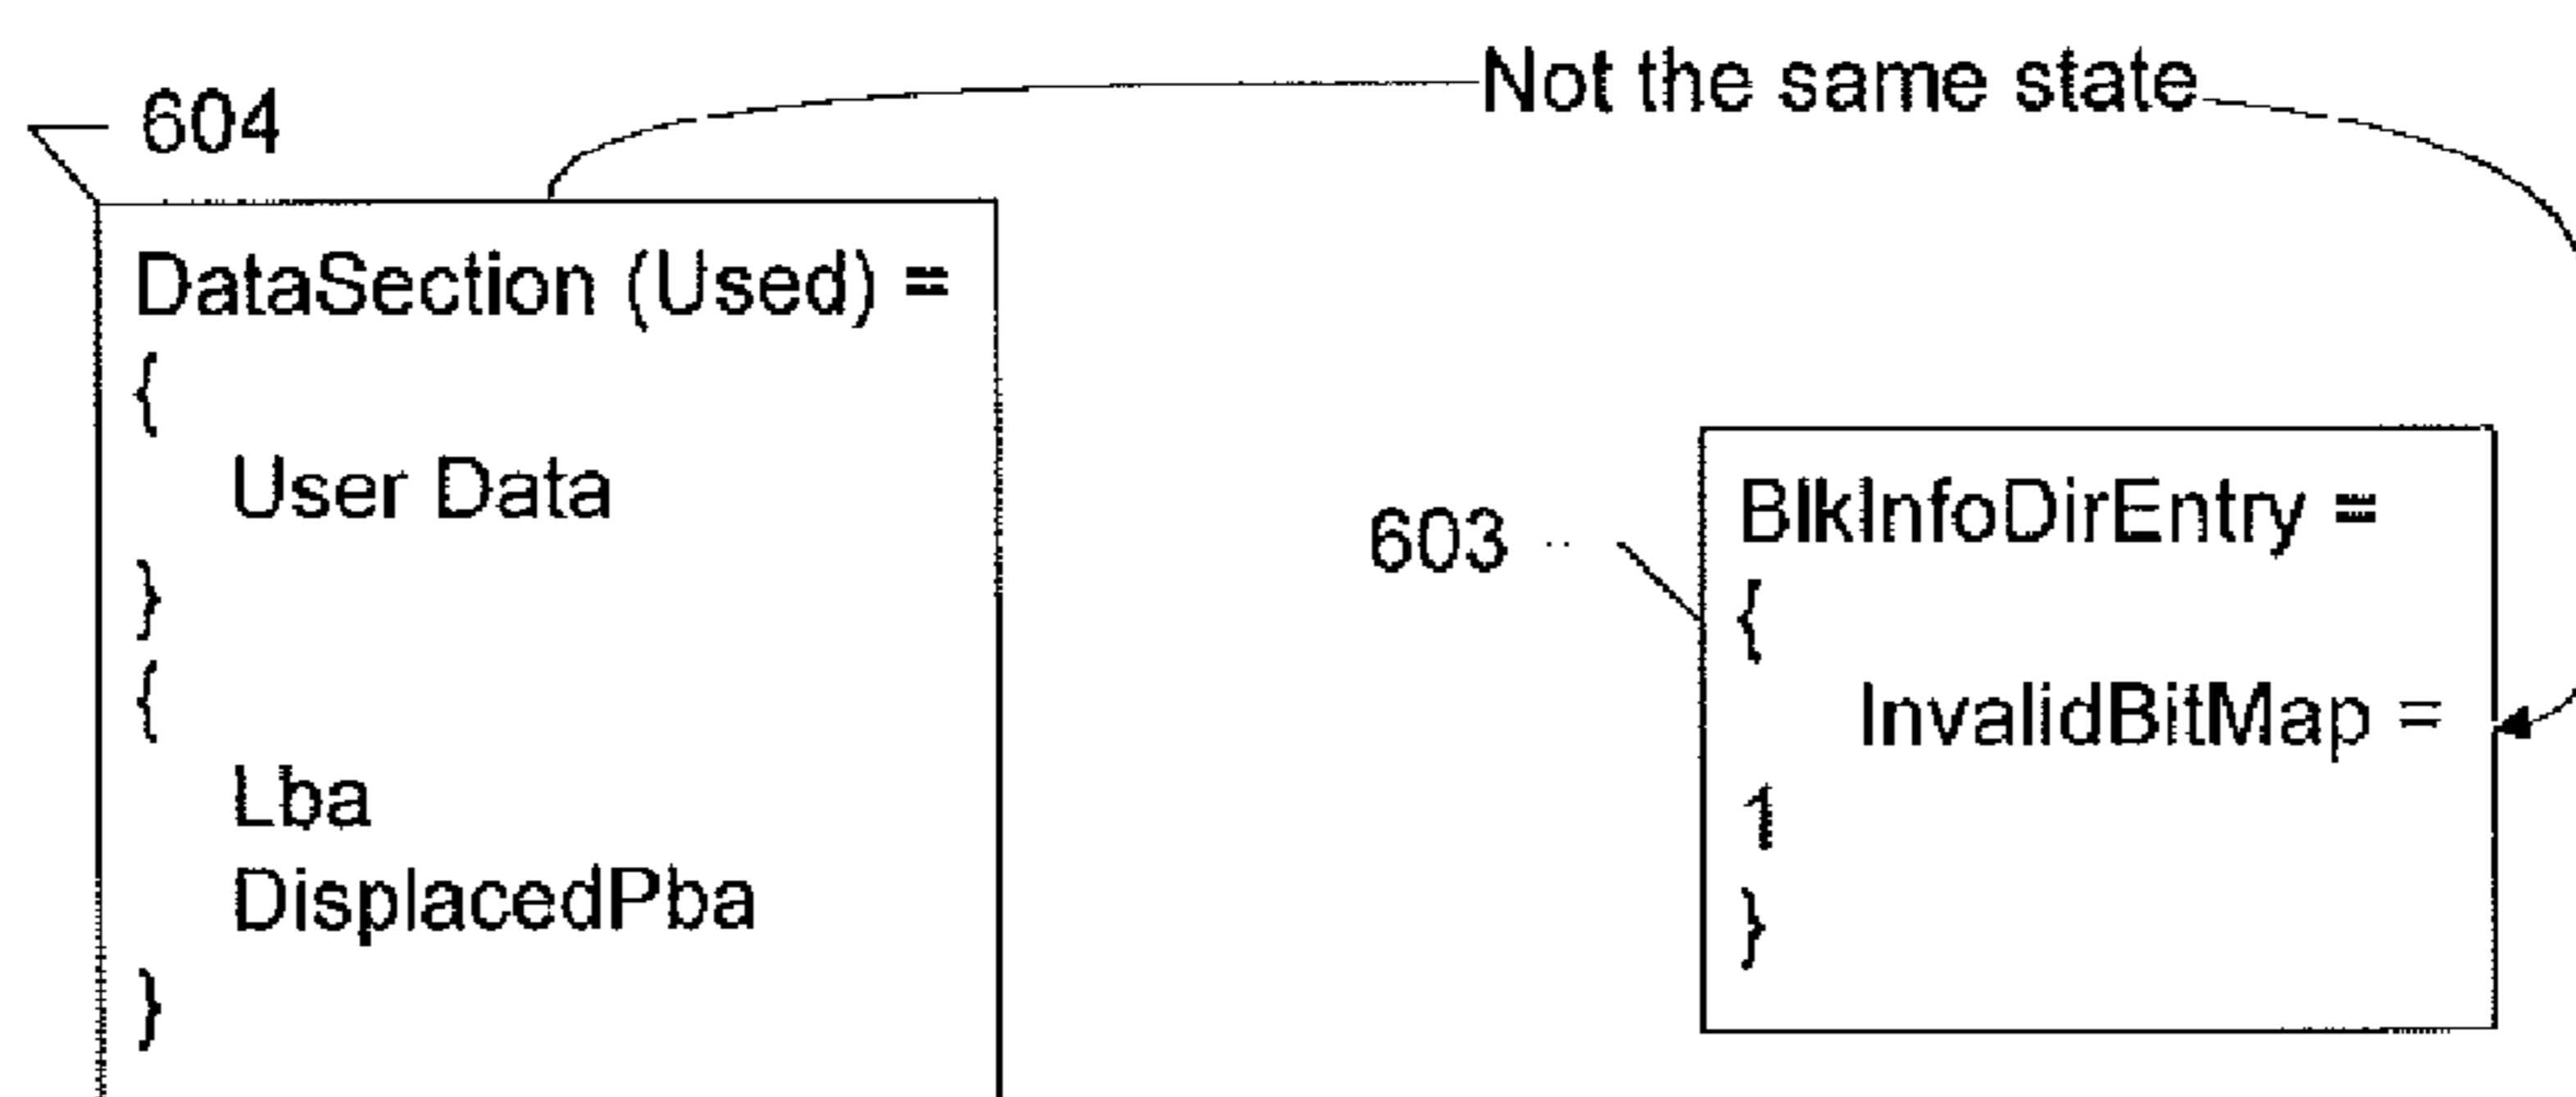 Not the same state
604
DataSection (Used) =
{
User Data
}
{
Lba
DisplacedPba
}
603
BlkInfoDirEntry =
{
InvalidBitMap =
1
}